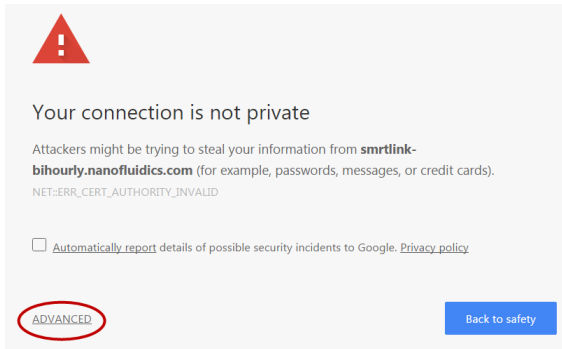 Your connection is not private
Attackers might be trying to steal your information from smrtlink-
bihourly.nanofluidics.com (for example, passwords, messages, or credit cards).
NET::ERR_CERT_AUTHORITY_INVALID
Automatically report details of possible security incidents to Google. Privacy policy
ADVANCED
Back to safety